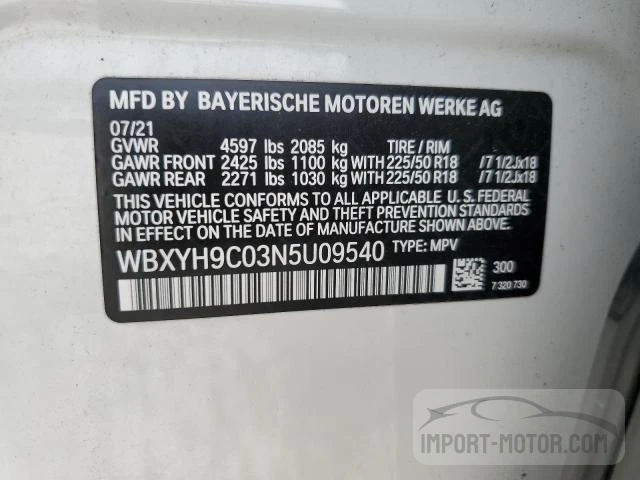 MFD BY BAYERISCHE MOTOREN WERKE AG
07/21
GVWR 4597 lbs 2085 kg TIRE / RIM
GAWR FRONT 2425 lbs 1100 kg WITH 225/50 R18 /7 1/2Jx18
GAWR REAR 2271 lbs 1030 kg WITH 225/50 R18 /7 1/2Jx18
THIS VEHICLE CONFORMS TO ALL APPLICABLE U. S. FEDERAL
MOTOR VEHICLE SAFETY AND THEFT PREVENTION STANDARDS
IN EFFECT ON THE DATE OF MANUFACTURE SHOWN ABOVE.
WBXYH9C03N5U09540 TYPE: MPV
300
7 320 730
IMPORT-MOTOR.COM